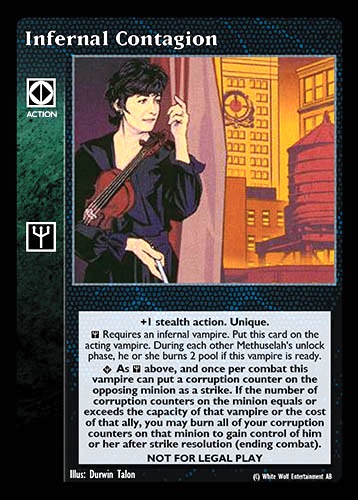 Infernal Contagion
ACTION
+1 stealth action. Unique.
Requires an infernal vampire. Put this card on the
acting vampire. During each other Methuselah's unlock
phase, he or she burns 2 pool if this vampire is ready.
As above, and once per combat this
vampire can put a corruption counter on the
opposing minion as a strike. If the number of
corruption counters on the minion equals or
exceeds the capacity of that vampire or the cost
of that ally, you may burn all of your corruption
counters on that minion to gain control of him
or her after strike resolution (ending combat).
NOT FOR LEGAL PLAY
Illus: Durwin Talon
(C) White Wolf Entertainment AB